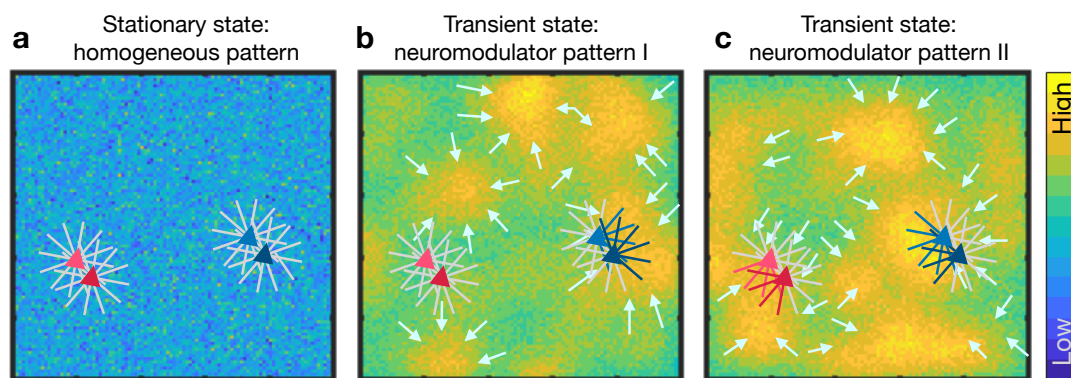 a
Stationary state:
homogeneous pattern
b
Transient state:
neuromodulator pattern I
c
Transient state:
neuromodulator pattern II
High
Low